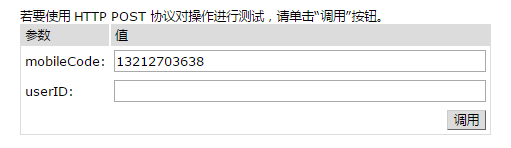 若要使用 HTTP POST 协议对操作进行测试，请单击“调用”按钮。
参数 值
mobileCode: 13212703638
userID:
调用